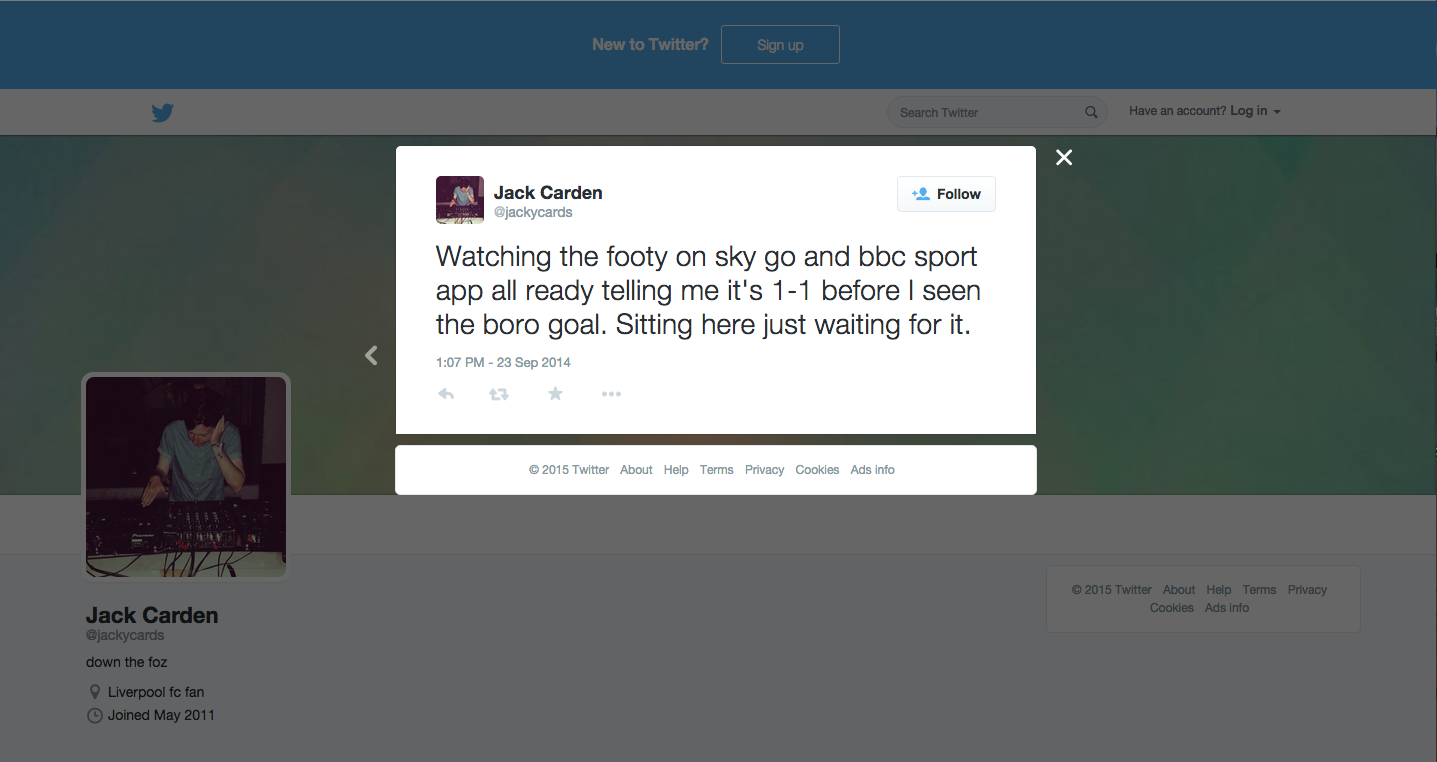 New to Twitter? Sign up
Search Twitter
Have an account? Log in
Jack Carden
@jackycards
Follow
Watching the footy on sky go and bbc sport
app all ready telling me it's 1-1 before I seen
the boro goal. Sitting here just waiting for it.
1:07 PM - 23 Sep 2014
© 2015 Twitter About Help Terms Privacy Cookies Ads info
Jack Carden
@jackycards
down the foz
Liverpool fc fan
Joined May 2011
© 2015 Twitter About Help Terms Privacy
Cookies Ads info